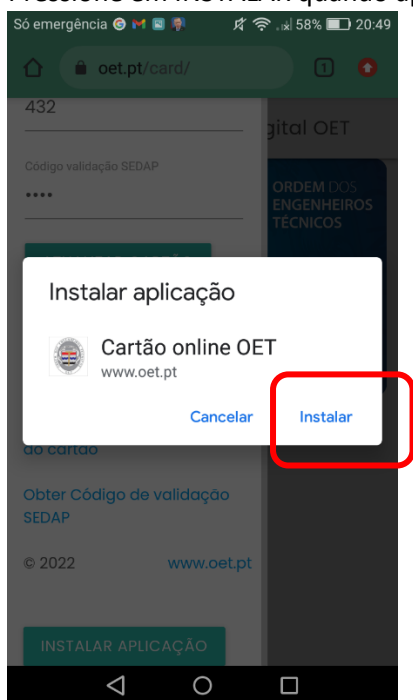 Só emergência 58% 20:49
oet.pt/card/ 1
432
gital OET
Código validação SEDAP
••••
ORDEM DOS
ENGENHEIROS
TÉCNICOS
Instalar aplicação
Cartão online OET
www.oet.pt
Cancelar Instalar
do cartão
Obter Código de validação
SEDAP
© 2022 www.oet.pt
INSTALAR APLICAÇÃO